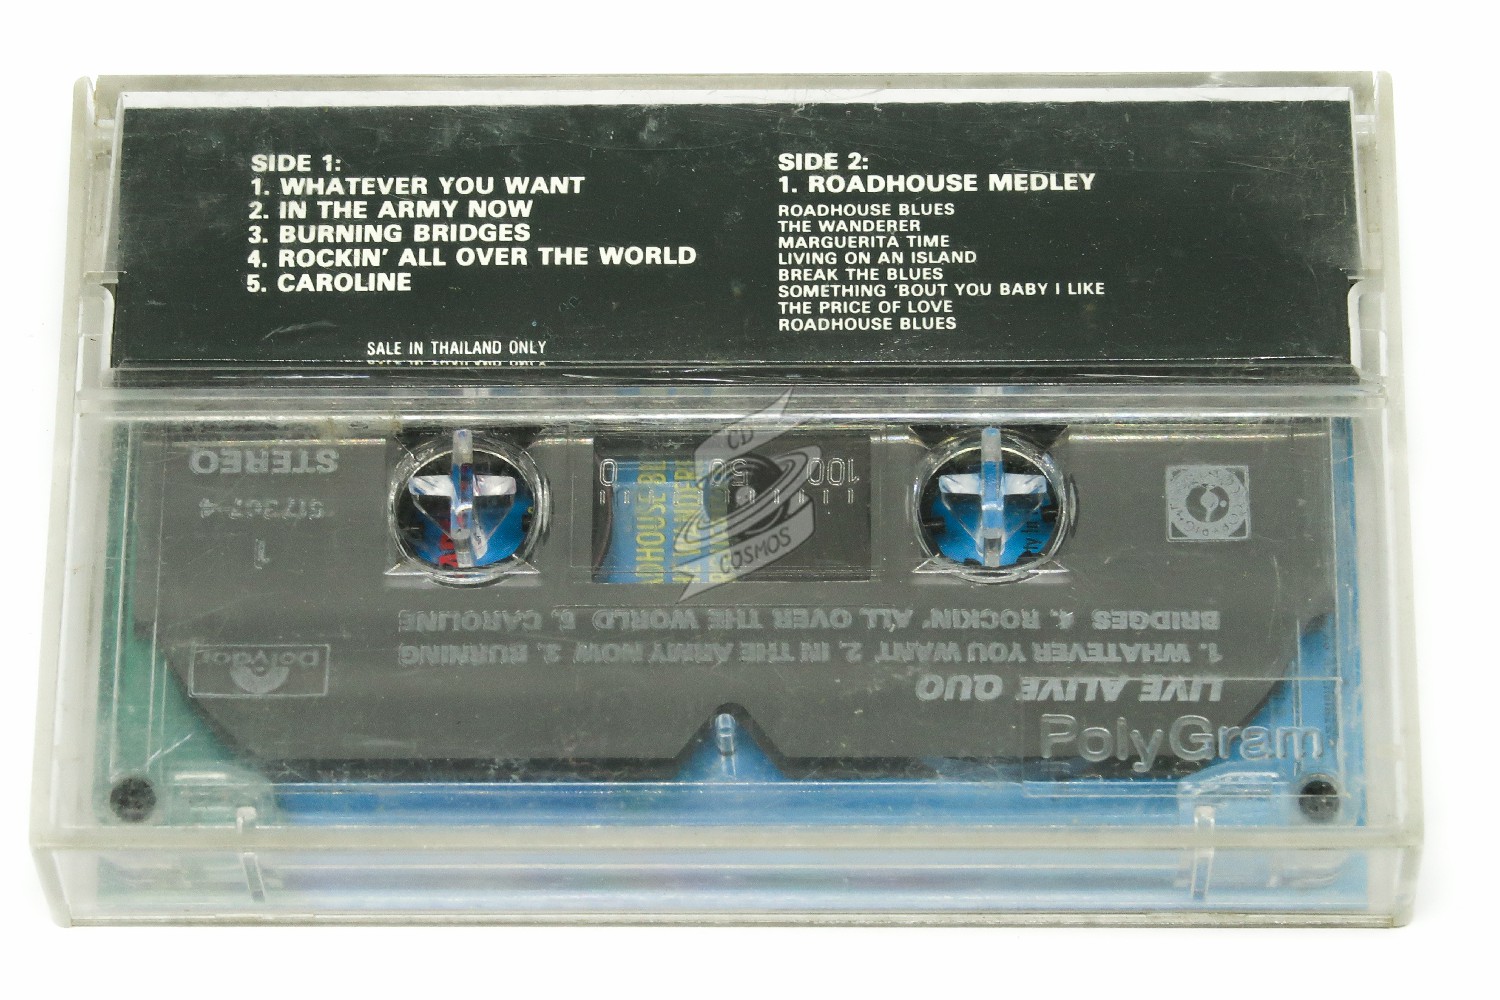 SIDE 1:
1. WHATEVER YOU WANT
2. IN THE ARMY NOW
3. BURNING BRIDGES
4. ROCKIN' ALL OVER THE WORLD
5. CAROLINE
SALE IN THAILAND ONLY
SIDE 2:
1. ROADHOUSE MEDLEY
ROADHOUSE BLUES
THE WANDERER
MARGUERITA TIME
LIVING ON AN ISLAND
BREAK THE BLUES
SOMETHING 'BOUT YOU BABY I LIKE
THE PRICE OF LOVE
ROADHOUSE BLUES
LIVE ALIVE QUO
1. WHATEVER YOU WANT 2. IN THE ARMY NOW 3. BURNING
BRIDGES 4. ROCKIN' ALL OVER THE WORLD 5. CAROLINE
polydor
1
517367-4
STEREO
100 50 0
PolyGram
CD
COSMOS